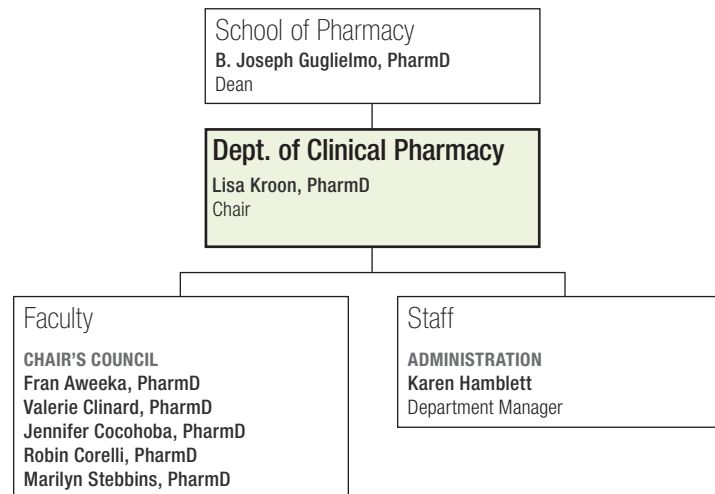 School of Pharmacy
B. Joseph Guglielmo, PharmD
Dean
Dept. of Clinical Pharmacy
Lisa Kroon, PharmD
Chair
Faculty
CHAIR'S COUNCIL
Fran Aweeka, PharmD
Valerie Clinard, PharmD
Jennifer Cocohoba, PharmD
Robin Corelli, PharmD
Marilyn Stebbins, PharmD
Staff
ADMINISTRATION
Karen Hamblett
Department Manager